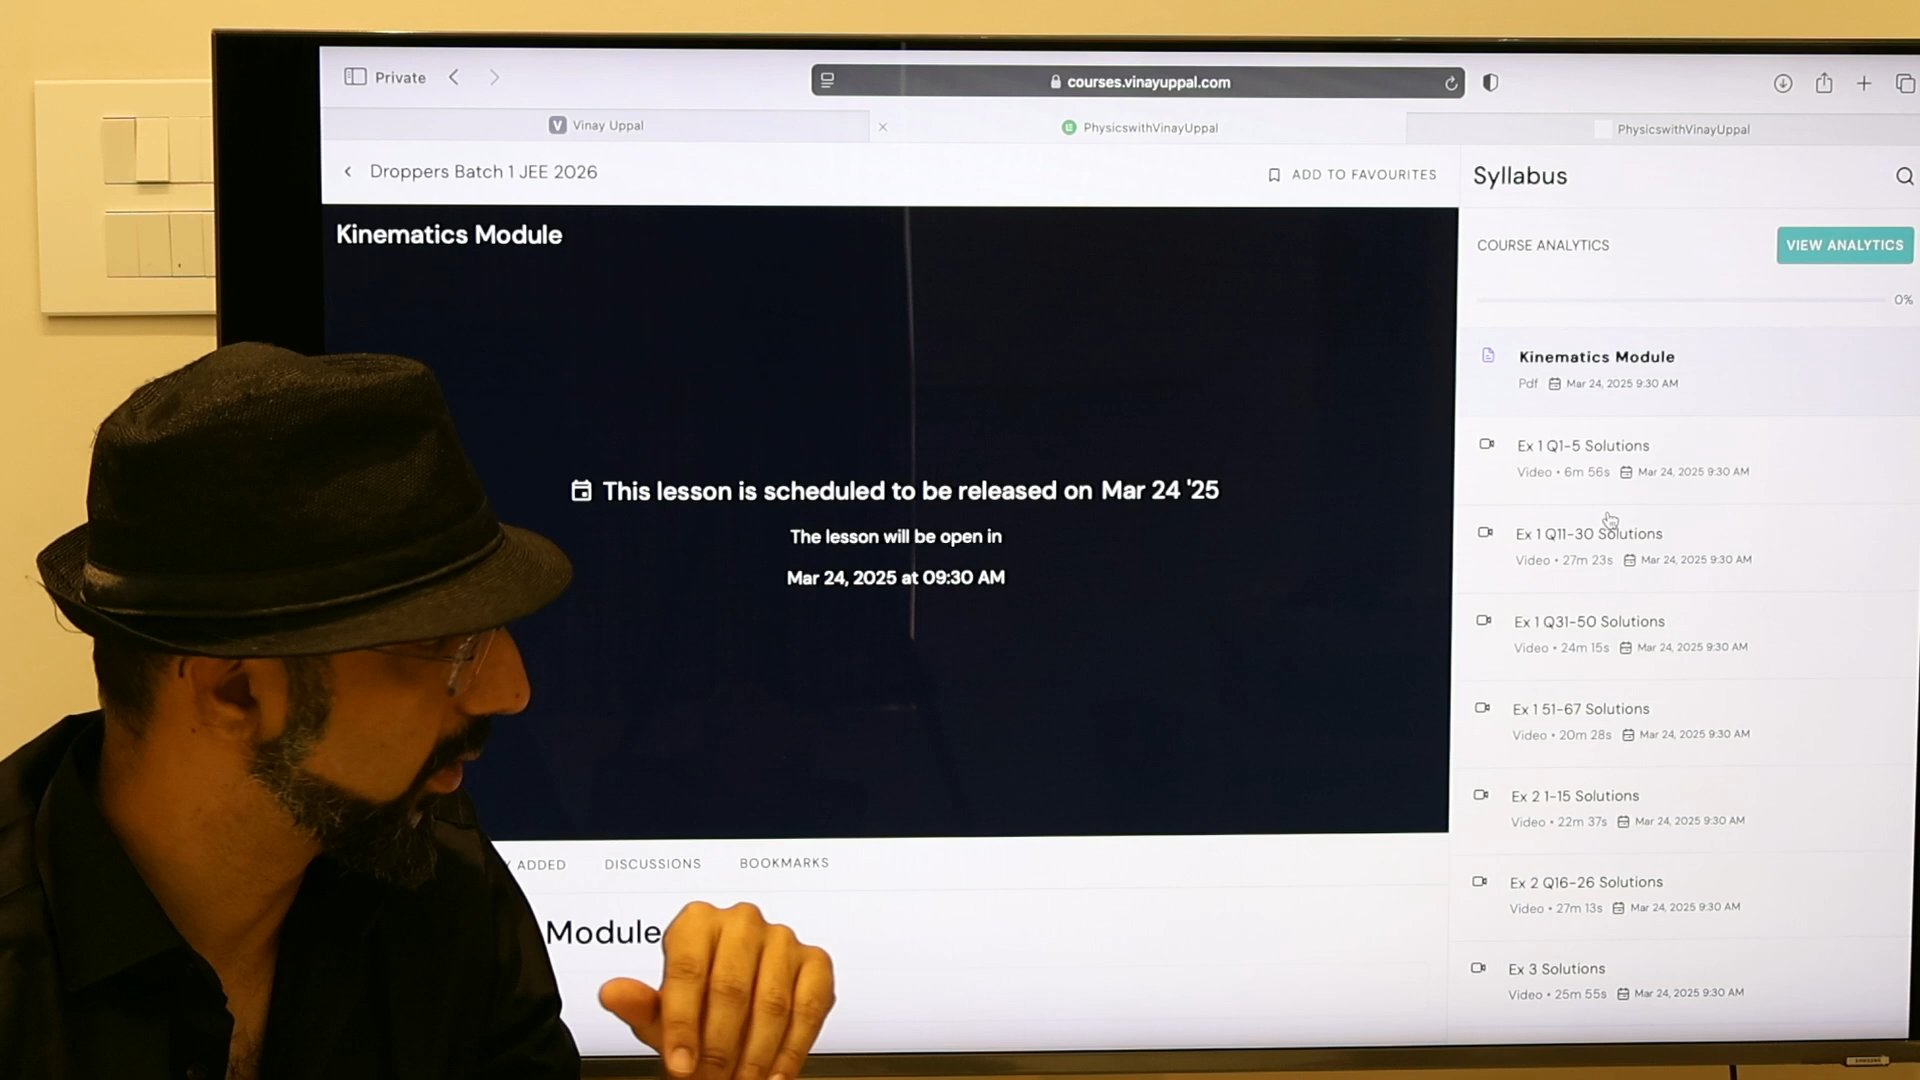 Private
courses.vinayuppal.com
V Vinay Uppal
PhysicswithVinayUppal
PhysicswithVinayUppal
Droppers Batch 1 JEE 2026
ADD TO FAVOURITES
Kinematics Module
This lesson is scheduled to be released on Mar 24 '25
The lesson will be open in
Mar 24, 2025 at 09:30 AM
ADDED
DISCUSSIONS
BOOKMARKS
Module
Syllabus
COURSE ANALYTICS
VIEW ANALYTICS
0%
Kinematics Module
Pdf Mar 24, 2025 9:30 AM
Ex 1 Q1-5 Solutions
Video • 6m 56s Mar 24, 2025 9:30 AM
Ex 1 Q11-30 Solutions
Video • 27m 23s Mar 24, 2025 9:30 AM
Ex 1 Q31-50 Solutions
Video • 24m 15s Mar 24, 2025 9:30 AM
Ex 1 51-67 Solutions
Video • 20m 28s Mar 24, 2025 9:30 AM
Ex 2 1-15 Solutions
Video • 22m 37s Mar 24, 2025 9:30 AM
Ex 2 Q16-26 Solutions
Video • 27m 13s Mar 24, 2025 9:30 AM
Ex 3 Solutions
Video • 25m 55s Mar 24, 2025 9:30 AM
SAMSUNG